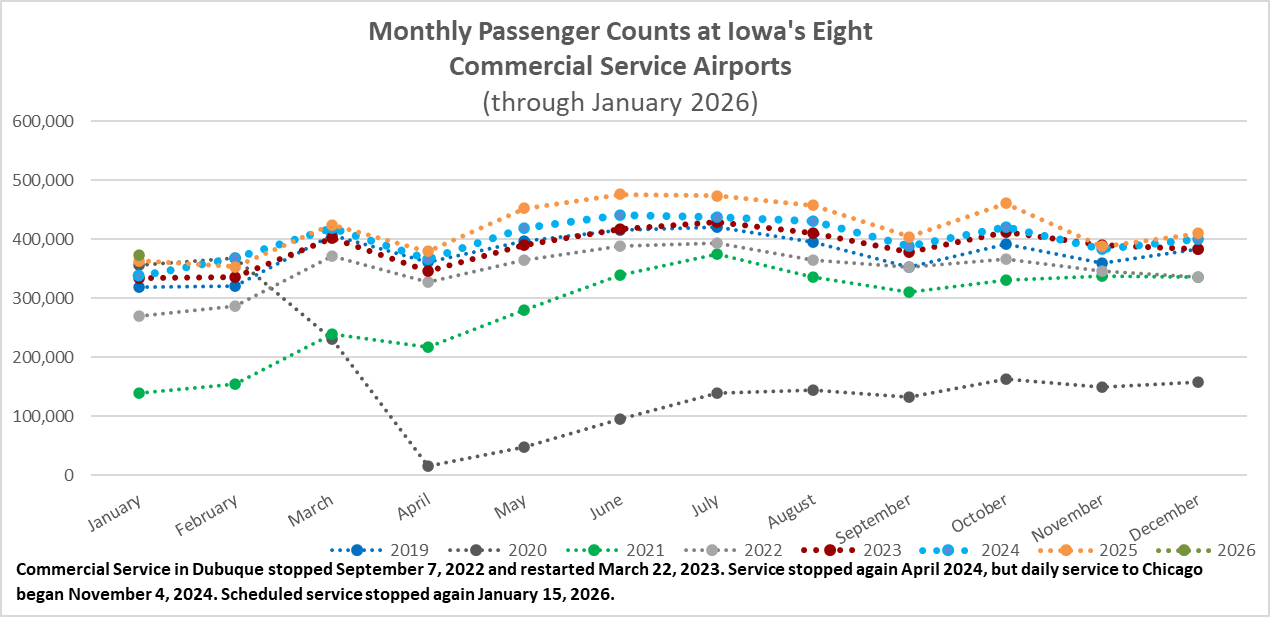 Monthly Passenger Counts at Iowa's Eight
Commercial Service Airports
(through January 2026)
600,000
500,000
400,000
300,000
200,000
100,000
0
January
February
March
April
May
June
July
August
September
October
November
December
2019
2020
2021
2022
2023
2024
2025
2026
Commercial Service in Dubuque stopped September 7, 2022 and restarted March 22, 2023. Service stopped again April 2024, but daily service to Chicago
began November 4, 2024. Scheduled service stopped again January 15, 2026.